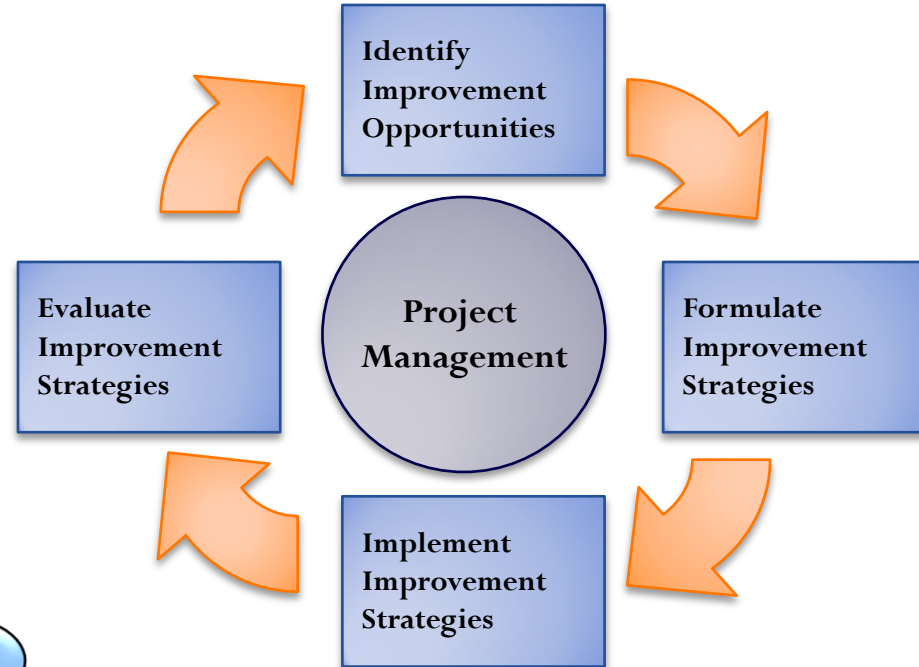 Identify
Improvement
Opportunities
Project
Management
Evaluate
Improvement
Strategies
Formulate
Improvement
Strategies
Implement
Improvement
Strategies